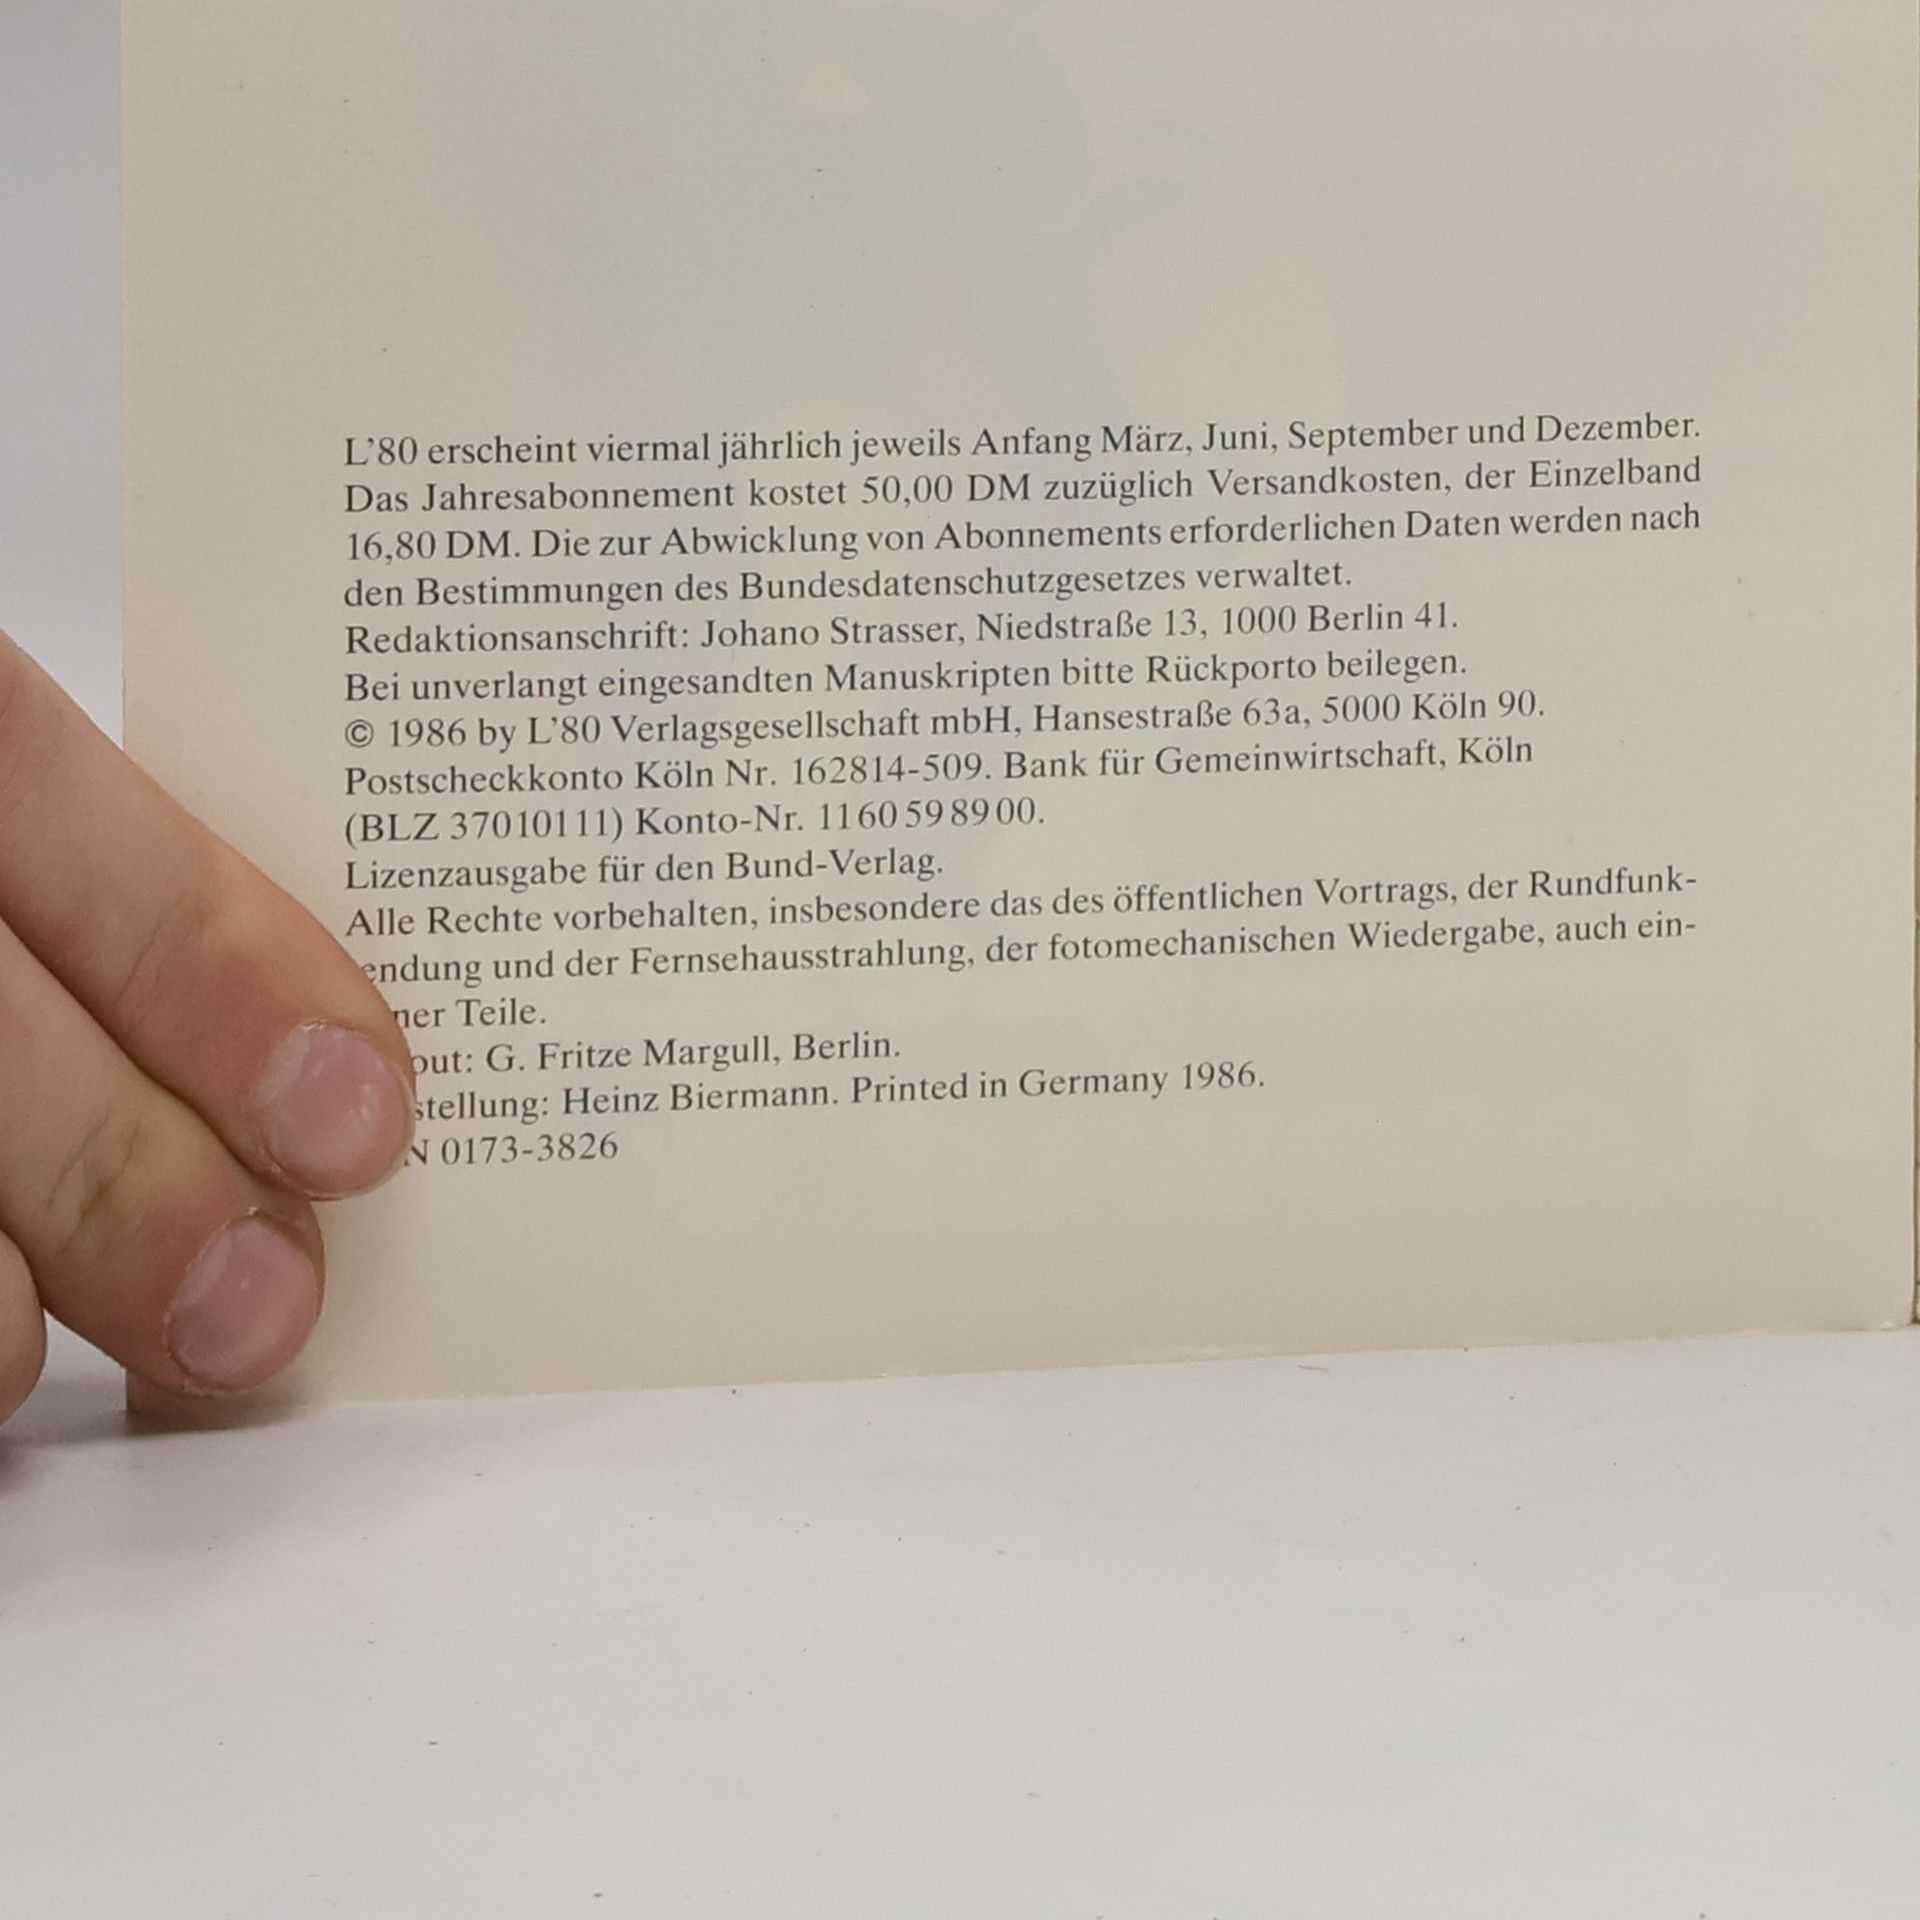 L’80 erscheint viermal jährlich jeweils Anfang März, Juni, September und Dezember.
Das Jahresabonnement kostet 50,00 DM zuzüglich Versandkosten, der Einzelband
16,80 DM. Die zur Abwicklung von Abonnements erforderlichen Daten werden nach
den Bestimmungen des Bundesdatenschutzgesetzes verwaltet.
Redaktionsanschrift: Johano Strasser, Niedstraße 13, 1000 Berlin 41.
Bei unverlangt eingesandten Manuskripten bitte Rückporto beilegen.
© 1986 by L’80 Verlagsgesellschaft mbH, Hansestraße 63a, 5000 Köln 90.
Postscheckkonto Köln Nr. 162814-509. Bank für Gemeinwirtschaft, Köln
(BLZ 37010111) Konto-Nr. 1160598900.
Lizenzausgabe für den Bund-Verlag.
Alle Rechte vorbehalten, insbesondere das des öffentlichen Vortrags, der Rundfunk-
endung und der Fernsehausstrahlung, der fotomechanischen Wiedergabe, auch ein-
ner Teile.
out: G. Fritze Margull, Berlin.
stellung: Heinz Biermann. Printed in Germany 1986.
N 0173-3826